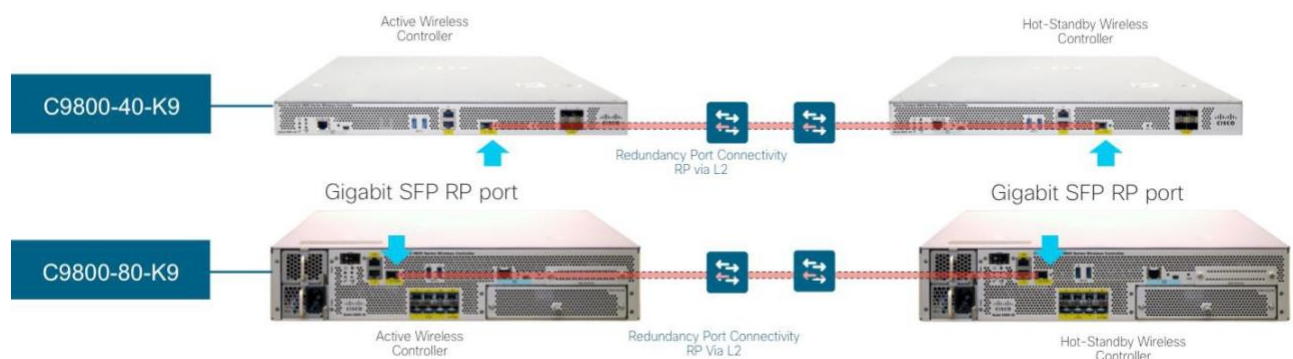 Active Wireless
Controller
Hot-Standby Wireless
Controller
C9800-40-K9
CISCO
CISCO
Redundancy Port Connectivity
RP via L2
Gigabit SFP RP port
Gigabit SFP RP port
C9800-80-K9
Active Wireless
Controller
Redundancy Port Connectivity
RP Via L2
Hot-Standby Wireless
Controller